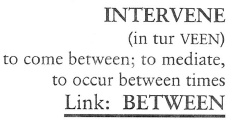 INTERVENE
(in tur VEEN)
to come between; to mediate,
to occur between times
Link: BETWEEN